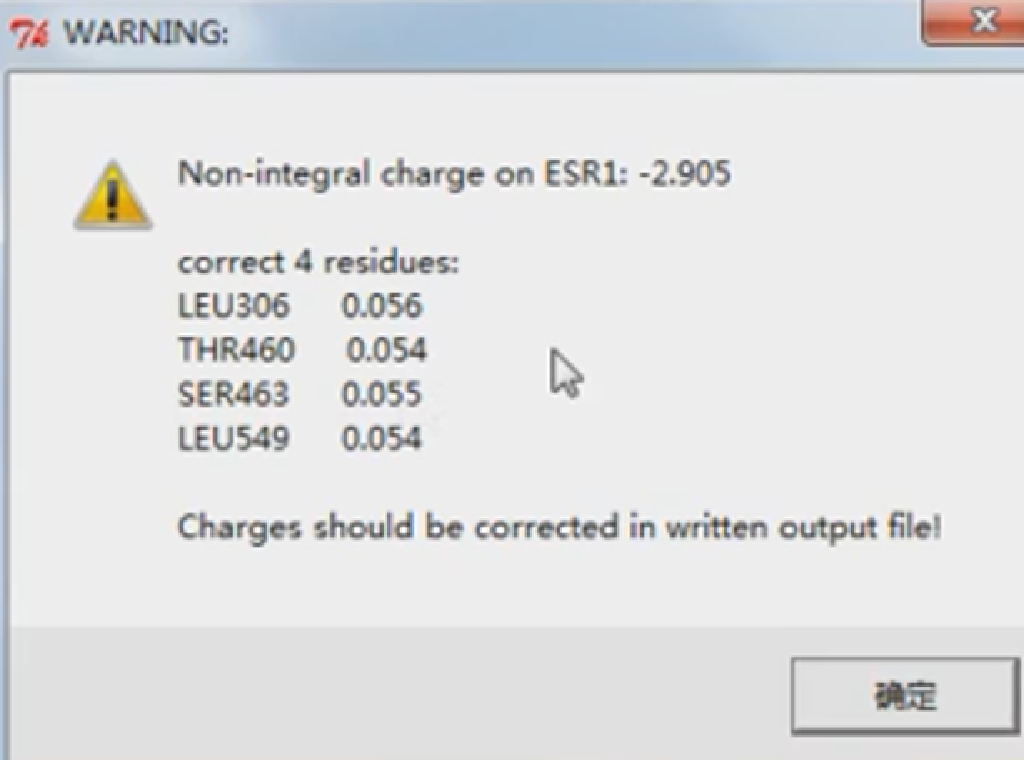 WARNING:
Non-integral charge on ESR1: -2.905
correct 4 residues:
LEU306 0.056
THR460 0.054
SER463 0.055
LEU549 0.054
Charges should be corrected in written output file!
确定